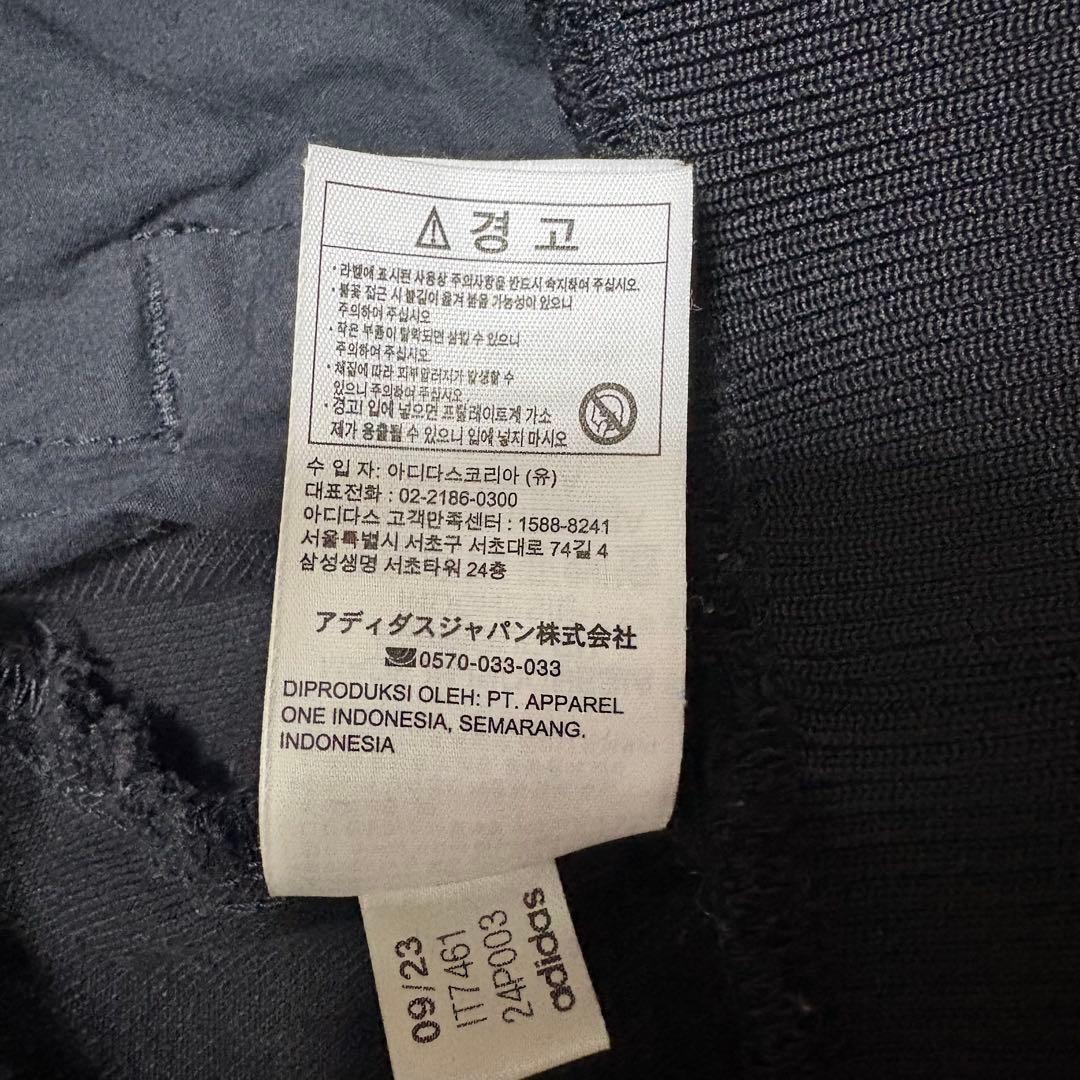 경 고
· 라벨에 표시된 사용상 주의사항을 반드시 숙지하여 주십시오.
· 불꽃 접근 시 불길이 옮겨 붙을 가능성이 있으니
주의하여 주십시오
· 작은 부품이 탈락되면 삼킬 수 있으니
주의하여 주십시오
· 재질에 따라 피부알러지가 발생할 수
있으니 주의하여 주십시오
· 경고! 입에 넣으면 프탈레이트계 가소
제가 용출될 수 있으니 입에 넣지 마시오
수 입 자: 아디다스코리아 (유)
대표전화 : 02-2186-0300
아디다스 고객만족센터 : 1588-8241
서울특별시 서초구 서초대로 74길 4
삼성생명 서초타워 24층
アディダスジャパン株式会社
0570-033-033
DIPRODUKSI OLEH: PT. APPAREL
ONE INDONESIA, SEMARANG.
INDONESIA
09/23
IT7461
24P003
adidas